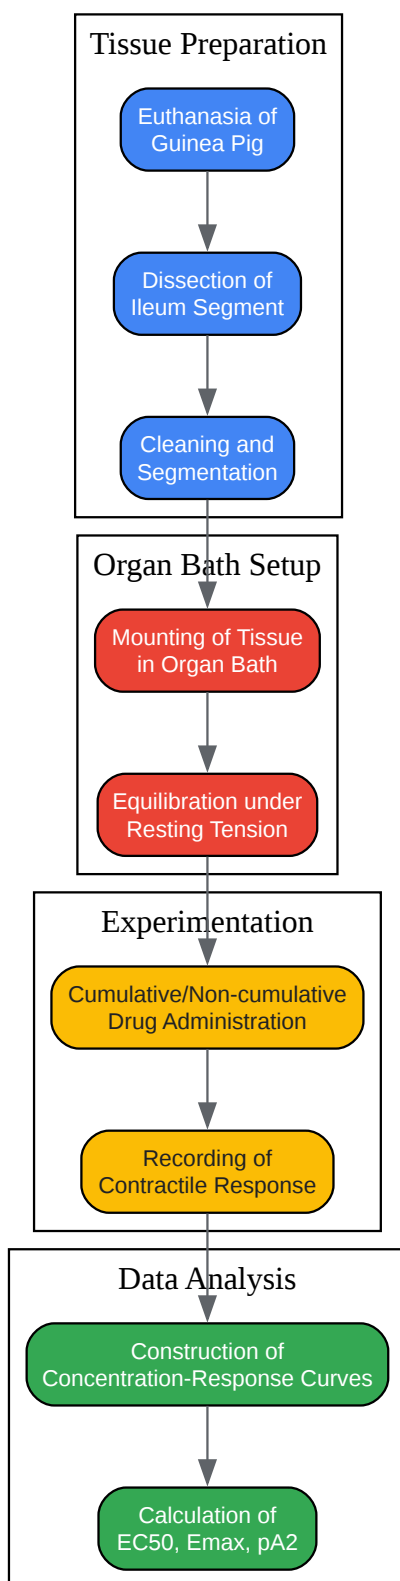 Tissue Preparation
Euthanasia of
Guinea Pig
Dissection of
Ileum Segment
Cleaning and
Segmentation
Organ Bath Setup
Mounting of Tissue
in Organ Bath
Equilibration under
Resting Tension
Experimentation
Cumulative/Non-cumulative
Drug Administration
Recording of
Contractile Response
Data Analysis
Construction of
Concentration-Response Curves
Calculation of
EC50, Emax, pA2